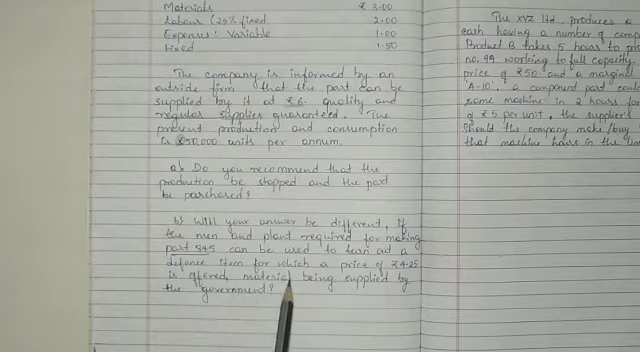 Materials ₹ 3.00
Labour (25% fixed 2.00
Expenses: Variable 1.00
Fixed 1.50
The company is informed by an
outside firm that the part can be
supplied by it at ₹6. quality and
regular supplies guaranteed. The
present production and consumption
is 50,000 units per annum.
a) Do you recommend that the
production be stopped and the part
be purchased?
b) Will your answer be different, if
the men and plant required for making
part 845 can be used to turn out a
defence item for which a price of ₹4.25
is offered, material being supplied by
the government?
The XYZ Ltd., produces a
each having a number of comp
Product B takes 5 hours to pro
no. 99 working to full capacity.
price of ₹50 and a marginal
'A-10', a component part could
same machine in 2 hours for
of ₹5 per unit, the supplier's
Should the company make/buy
that machine hours in the lim